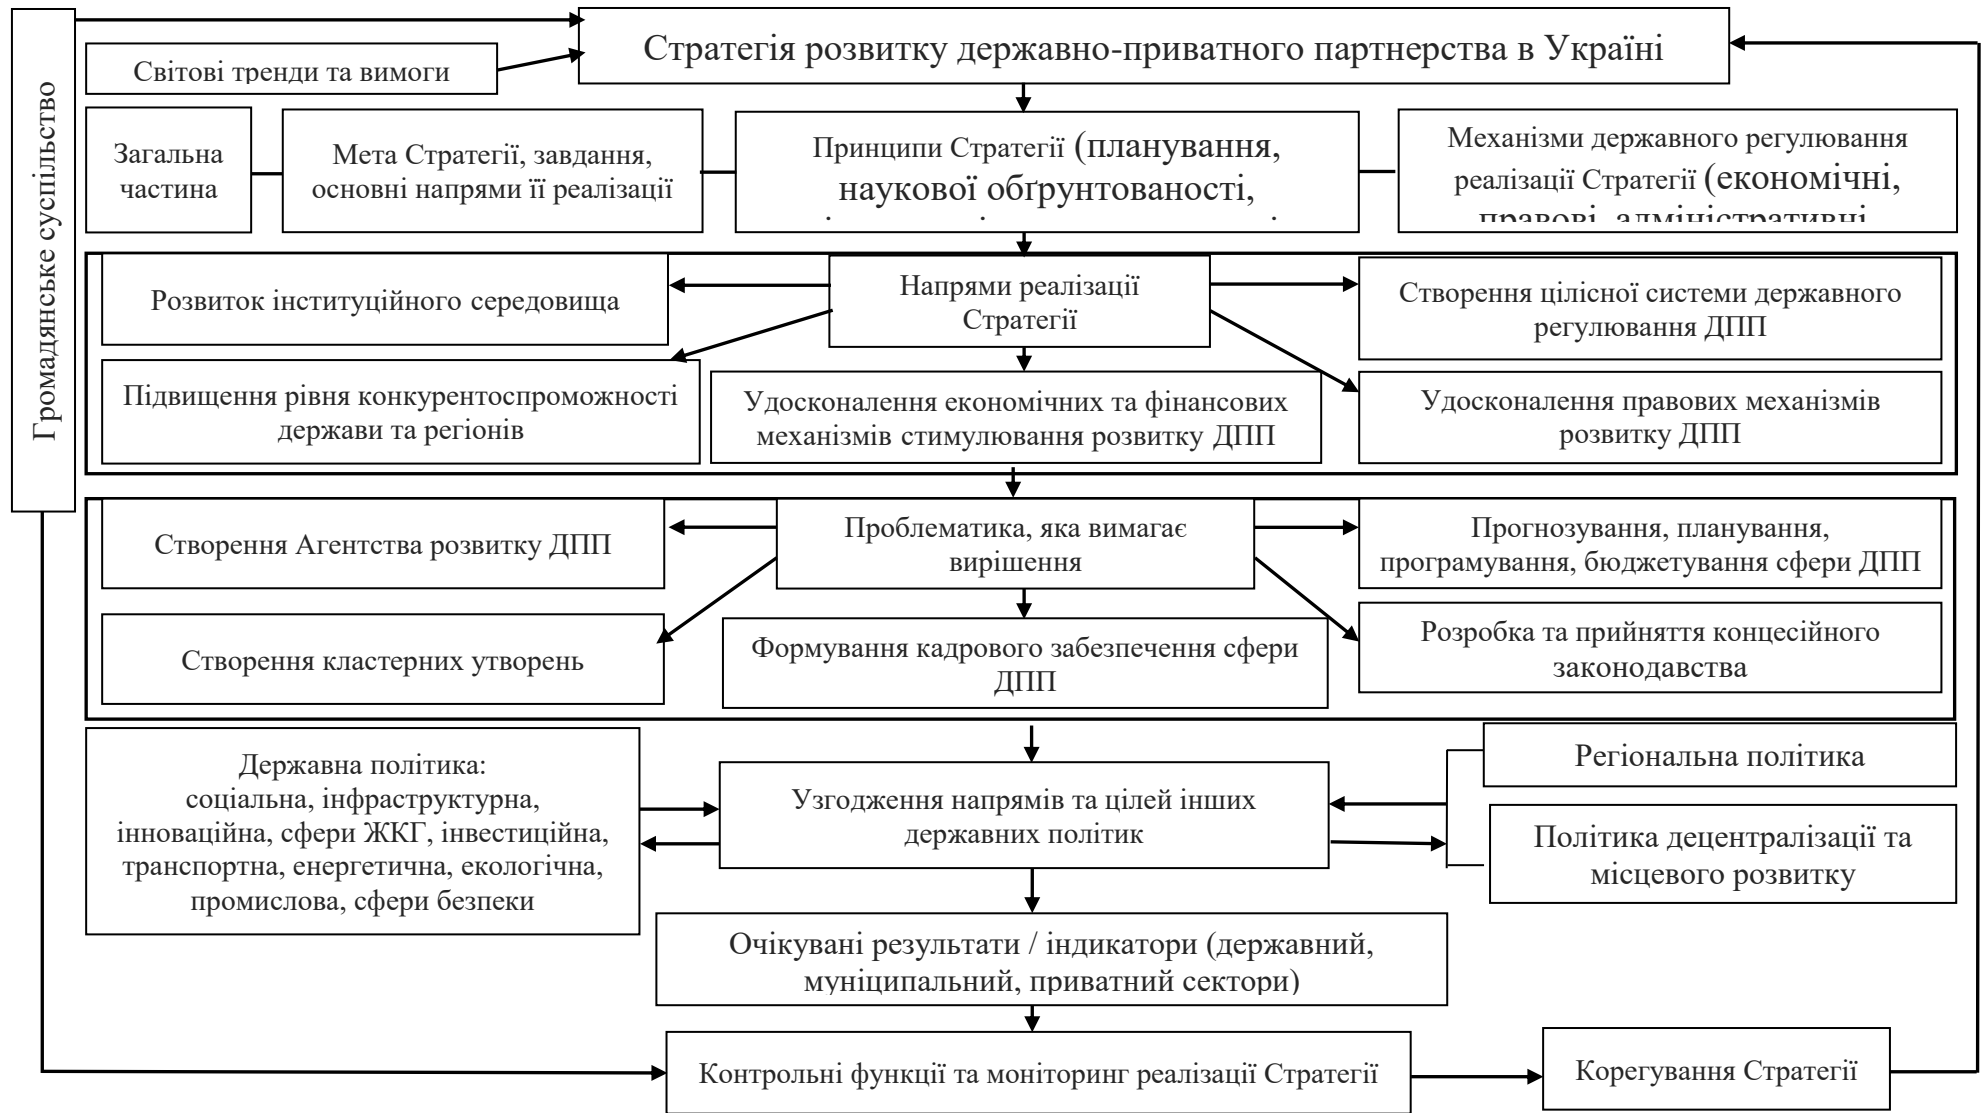 Громадянське суспільство
Стратегія розвитку державно-приватного партнерства в Україні
Світові тренди та вимоги
Загальна
частина
Мета Стратегії, завдання,
основні напрями її реалізації
Принципи Стратегії (планування,
наукової обґрунтованості,
Механізми державного регулювання
реалізації Стратегії (економічні,
правові, адміністративні
Напрями реалізації
Стратегії
Розвиток інституційного середовища
Створення цілісної системи державного
регулювання ДПП
Підвищення рівня конкурентоспроможності
держави та регіонів
Удосконалення економічних та фінансових
механізмів стимулювання розвитку ДПП
Удосконалення правових механізмів
розвитку ДПП
Проблематика, яка вимагає
вирішення
Створення Агентства розвитку ДПП
Прогнозування, планування,
програмування, бюджетування сфери ДПП
Створення кластерних утворень
Формування кадрового забезпечення сфери
ДПП
Розробка та прийняття концесійного
законодавства
Державна політика:
соціальна, інфраструктурна,
інноваційна, сфери ЖКГ, інвестиційна,
транспортна, енергетична, екологічна,
промислова, сфери безпеки
Узгодження напрямів та цілей інших
державних політик
Регіональна політика
Політика децентралізації та
місцевого розвитку
Очікувані результати / індикатори (державний,
муніципальний, приватний сектори)
Контрольні функції та моніторинг реалізації Стратегії
Корегування Стратегії